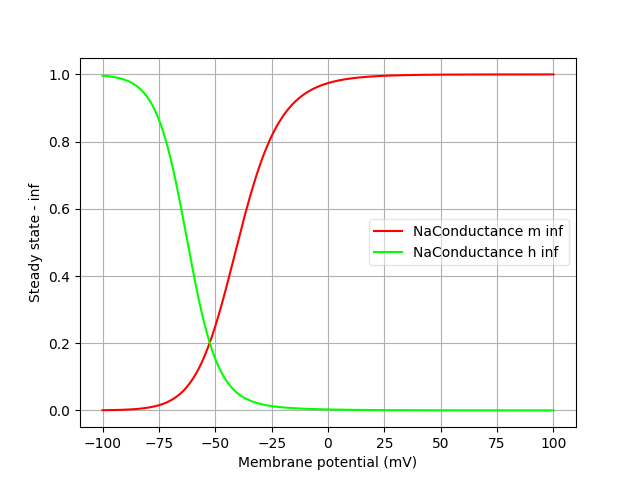 1.0
0.8
0.6
0.4
0.2
0.0
Steady state - inf
NaConductance m inf
NaConductance h inf
−100 −75 −50 −25 0 25 50 75 100
Membrane potential (mV)